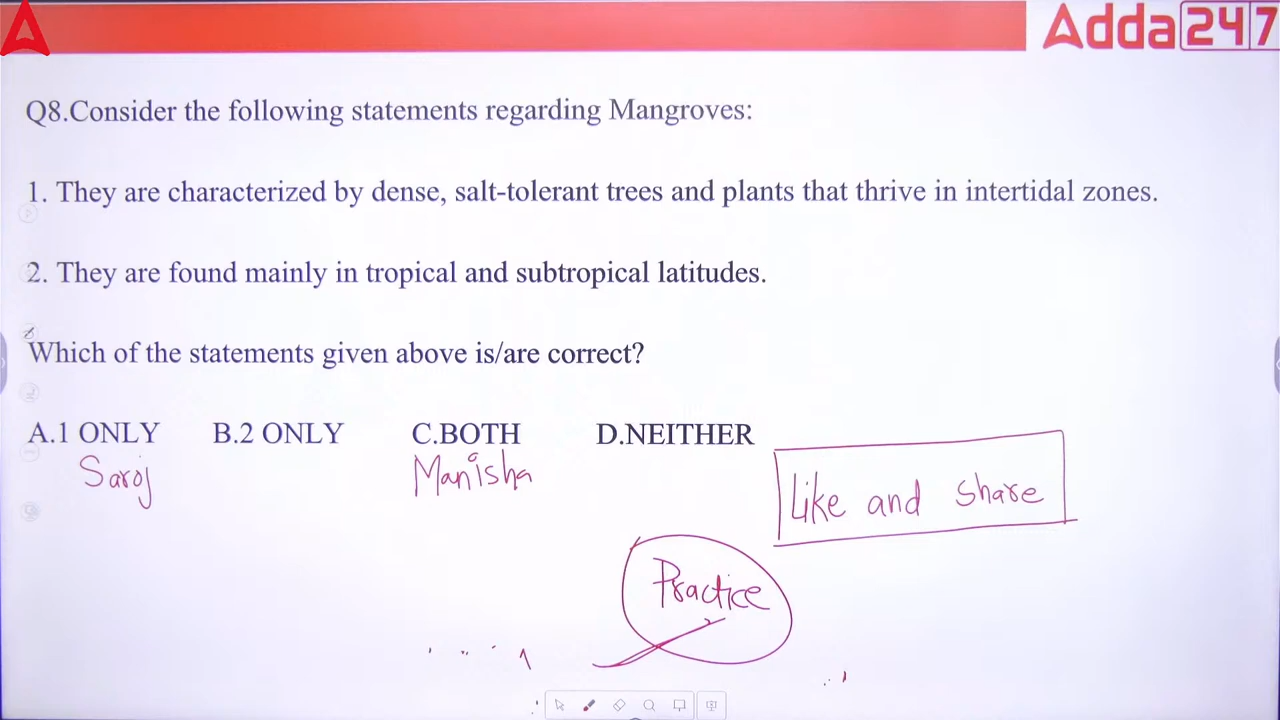 Adda247
Q8.Consider the following statements regarding Mangroves:
1. They are characterized by dense, salt-tolerant trees and plants that thrive in intertidal zones.
2. They are found mainly in tropical and subtropical latitudes.
Which of the statements given above is/are correct?
A.1 ONLY B.2 ONLY C.BOTH D.NEITHER
Saroj Manisha
Like and share
Practice